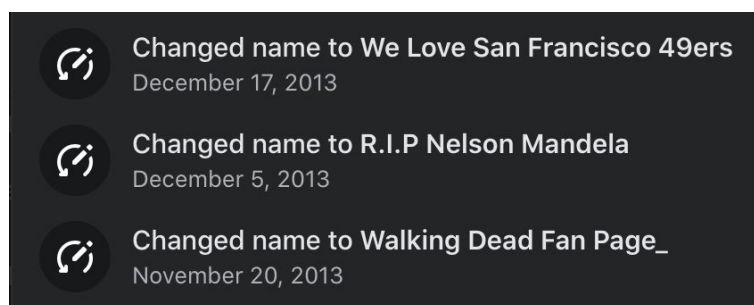 Changed name to We Love San Francisco 49ers
December 17, 2013
Changed name to R.I.P Nelson Mandela
December 5, 2013
Changed name to Walking Dead Fan Page_
November 20, 2013